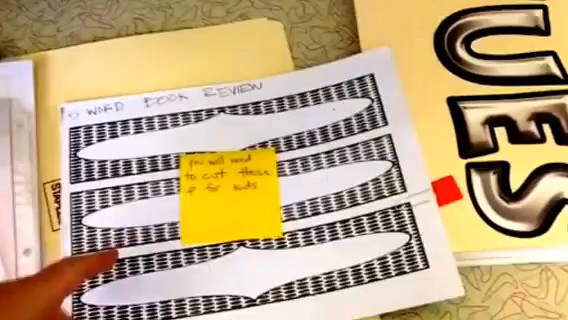 WORD BOOK REVIEW
you will need
to cut these
up for kids
UES